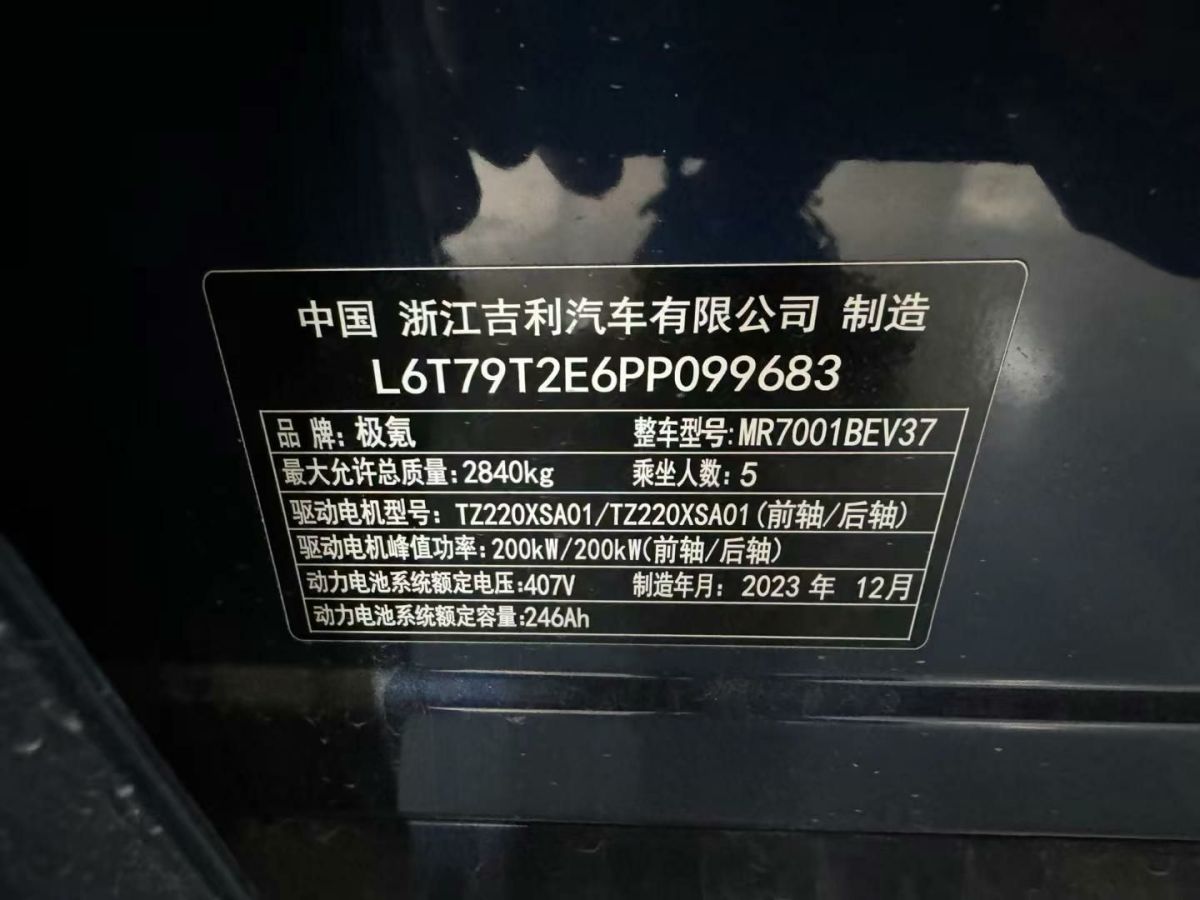 中国 浙江吉利汽车有限公司 制造
L6T79T2E6PP099683
品 牌: 极氪 整车型号: MR7001BEV37
最大允许总质量: 2840kg 乘坐人数: 5
驱动电机型号: TZ220XSA01/TZ220XSA01 (前轴/后轴)
驱动电机峰值功率: 200kW/200kW(前轴/后轴)
动力电池系统额定电压: 407V 制造年月: 2023 年 12月
动力电池系统额定容量: 246Ah